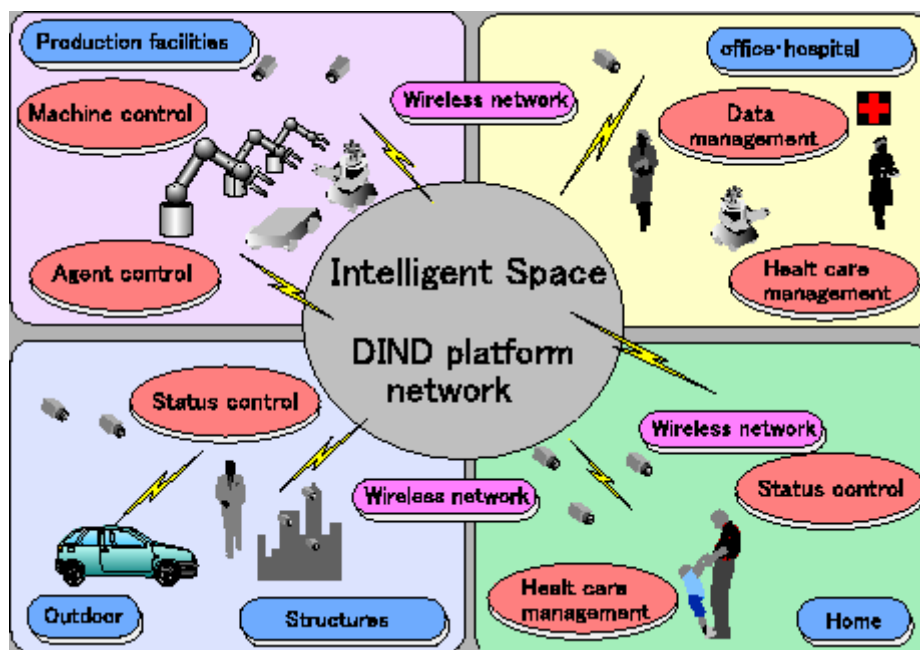 Production facilities
Machine control
Agent control
Wireless network
office・hospital
Data
management
Healt care
management
Intelligent Space
DIND platform
network
Status control
Wireless network
Outdoor
Structures
Wireless network
Status control
Healt care
management
Home